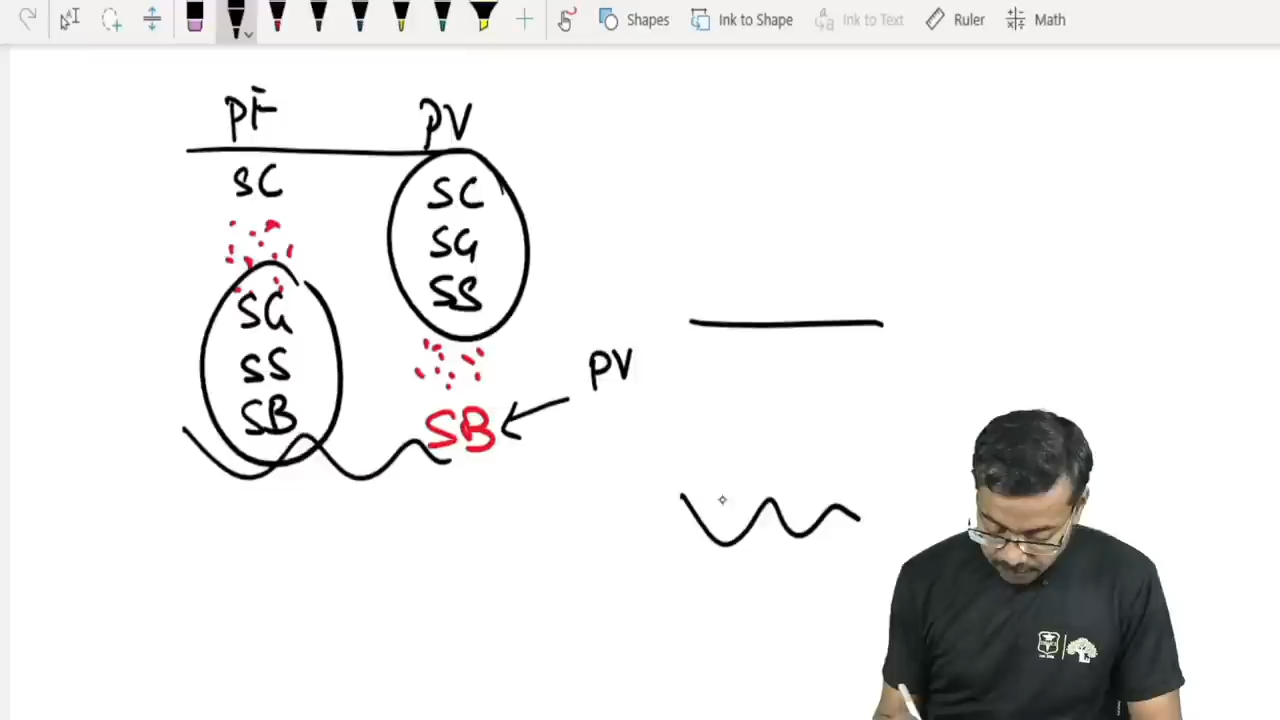 Shapes Ink to Shape Ink to Text Ruler Math
PF PV
SC SC
SG
SS
SG
SS PV
SB SB